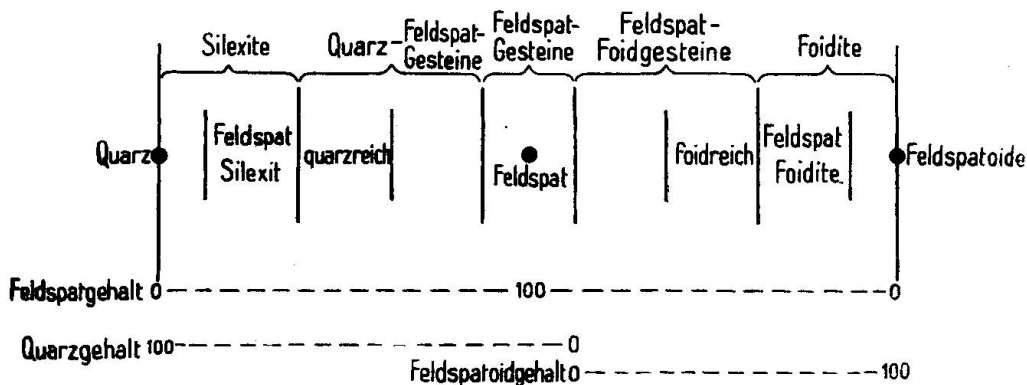 Silexite
Quarz-Feldspat-
Gesteine
Feldspat-
Gesteine
Feldspat-
Foidgesteine
Foidite
Quarz
Feldspat
Silexit
quarzreich
Feldspat
foidreich
Feldspat
Foidite.
Feldspatoide
Feldspatgehalt 0 100 0
Quarzgehalt 100 0
Feldspatoidgehalt 0 100